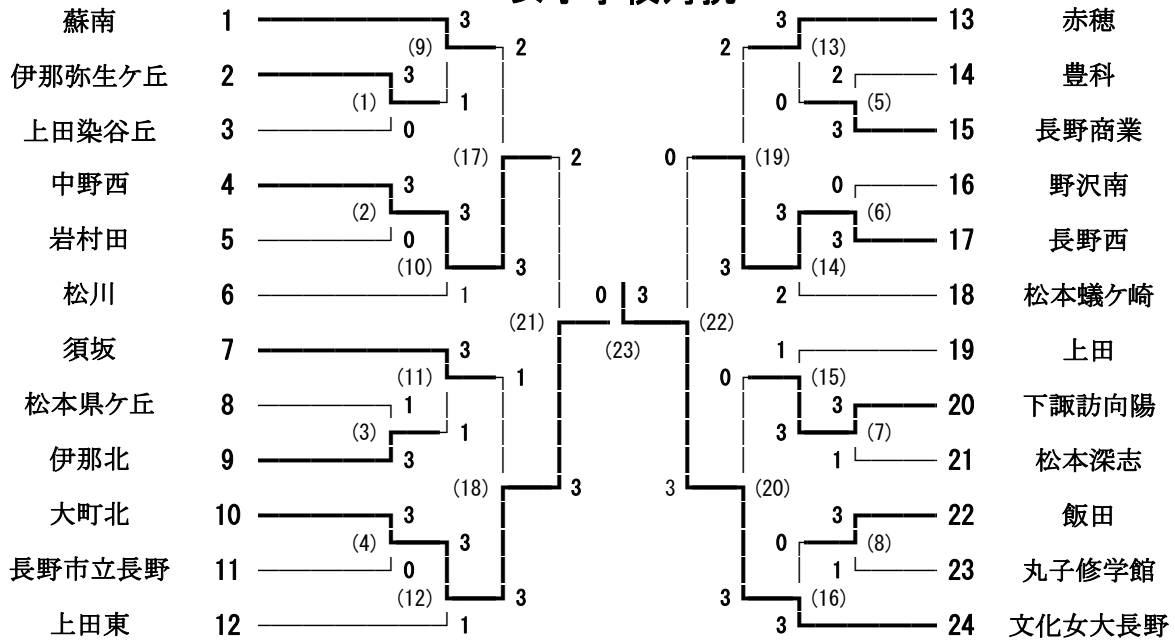 蘇南 1 3 3 13 赤穂
(9) 2 2 (13)
伊那弥生ケ丘 2 3 2 14 豊科
(1) 1 0 (5)
上田染谷丘 3 0 3 15 長野商業
(17) 2 0 (19)
中野西 4 3 0 16 野沢南
(2) 3 3 (6)
岩村田 5 0 3 17 長野西
(10) 3 3 (14)
松川 6 1 0 3 2 18 松本蟻ケ崎
(21) (22)
(23)
須坂 7 3 1 19 上田
(11) 1 0 (15)
松本県ケ丘 8 1 3 20 下諏訪向陽
(3) 1 3 (7)
伊那北 9 3 1 21 松本深志
(18) 3 3 (20)
大町北 10 3 3 22 飯田
(4) 3 0 (8)
長野市立長野 11 0 1 23 丸子修学館
(12) 3 3 (16)
上田東 12 1 3 24 文化女大長野